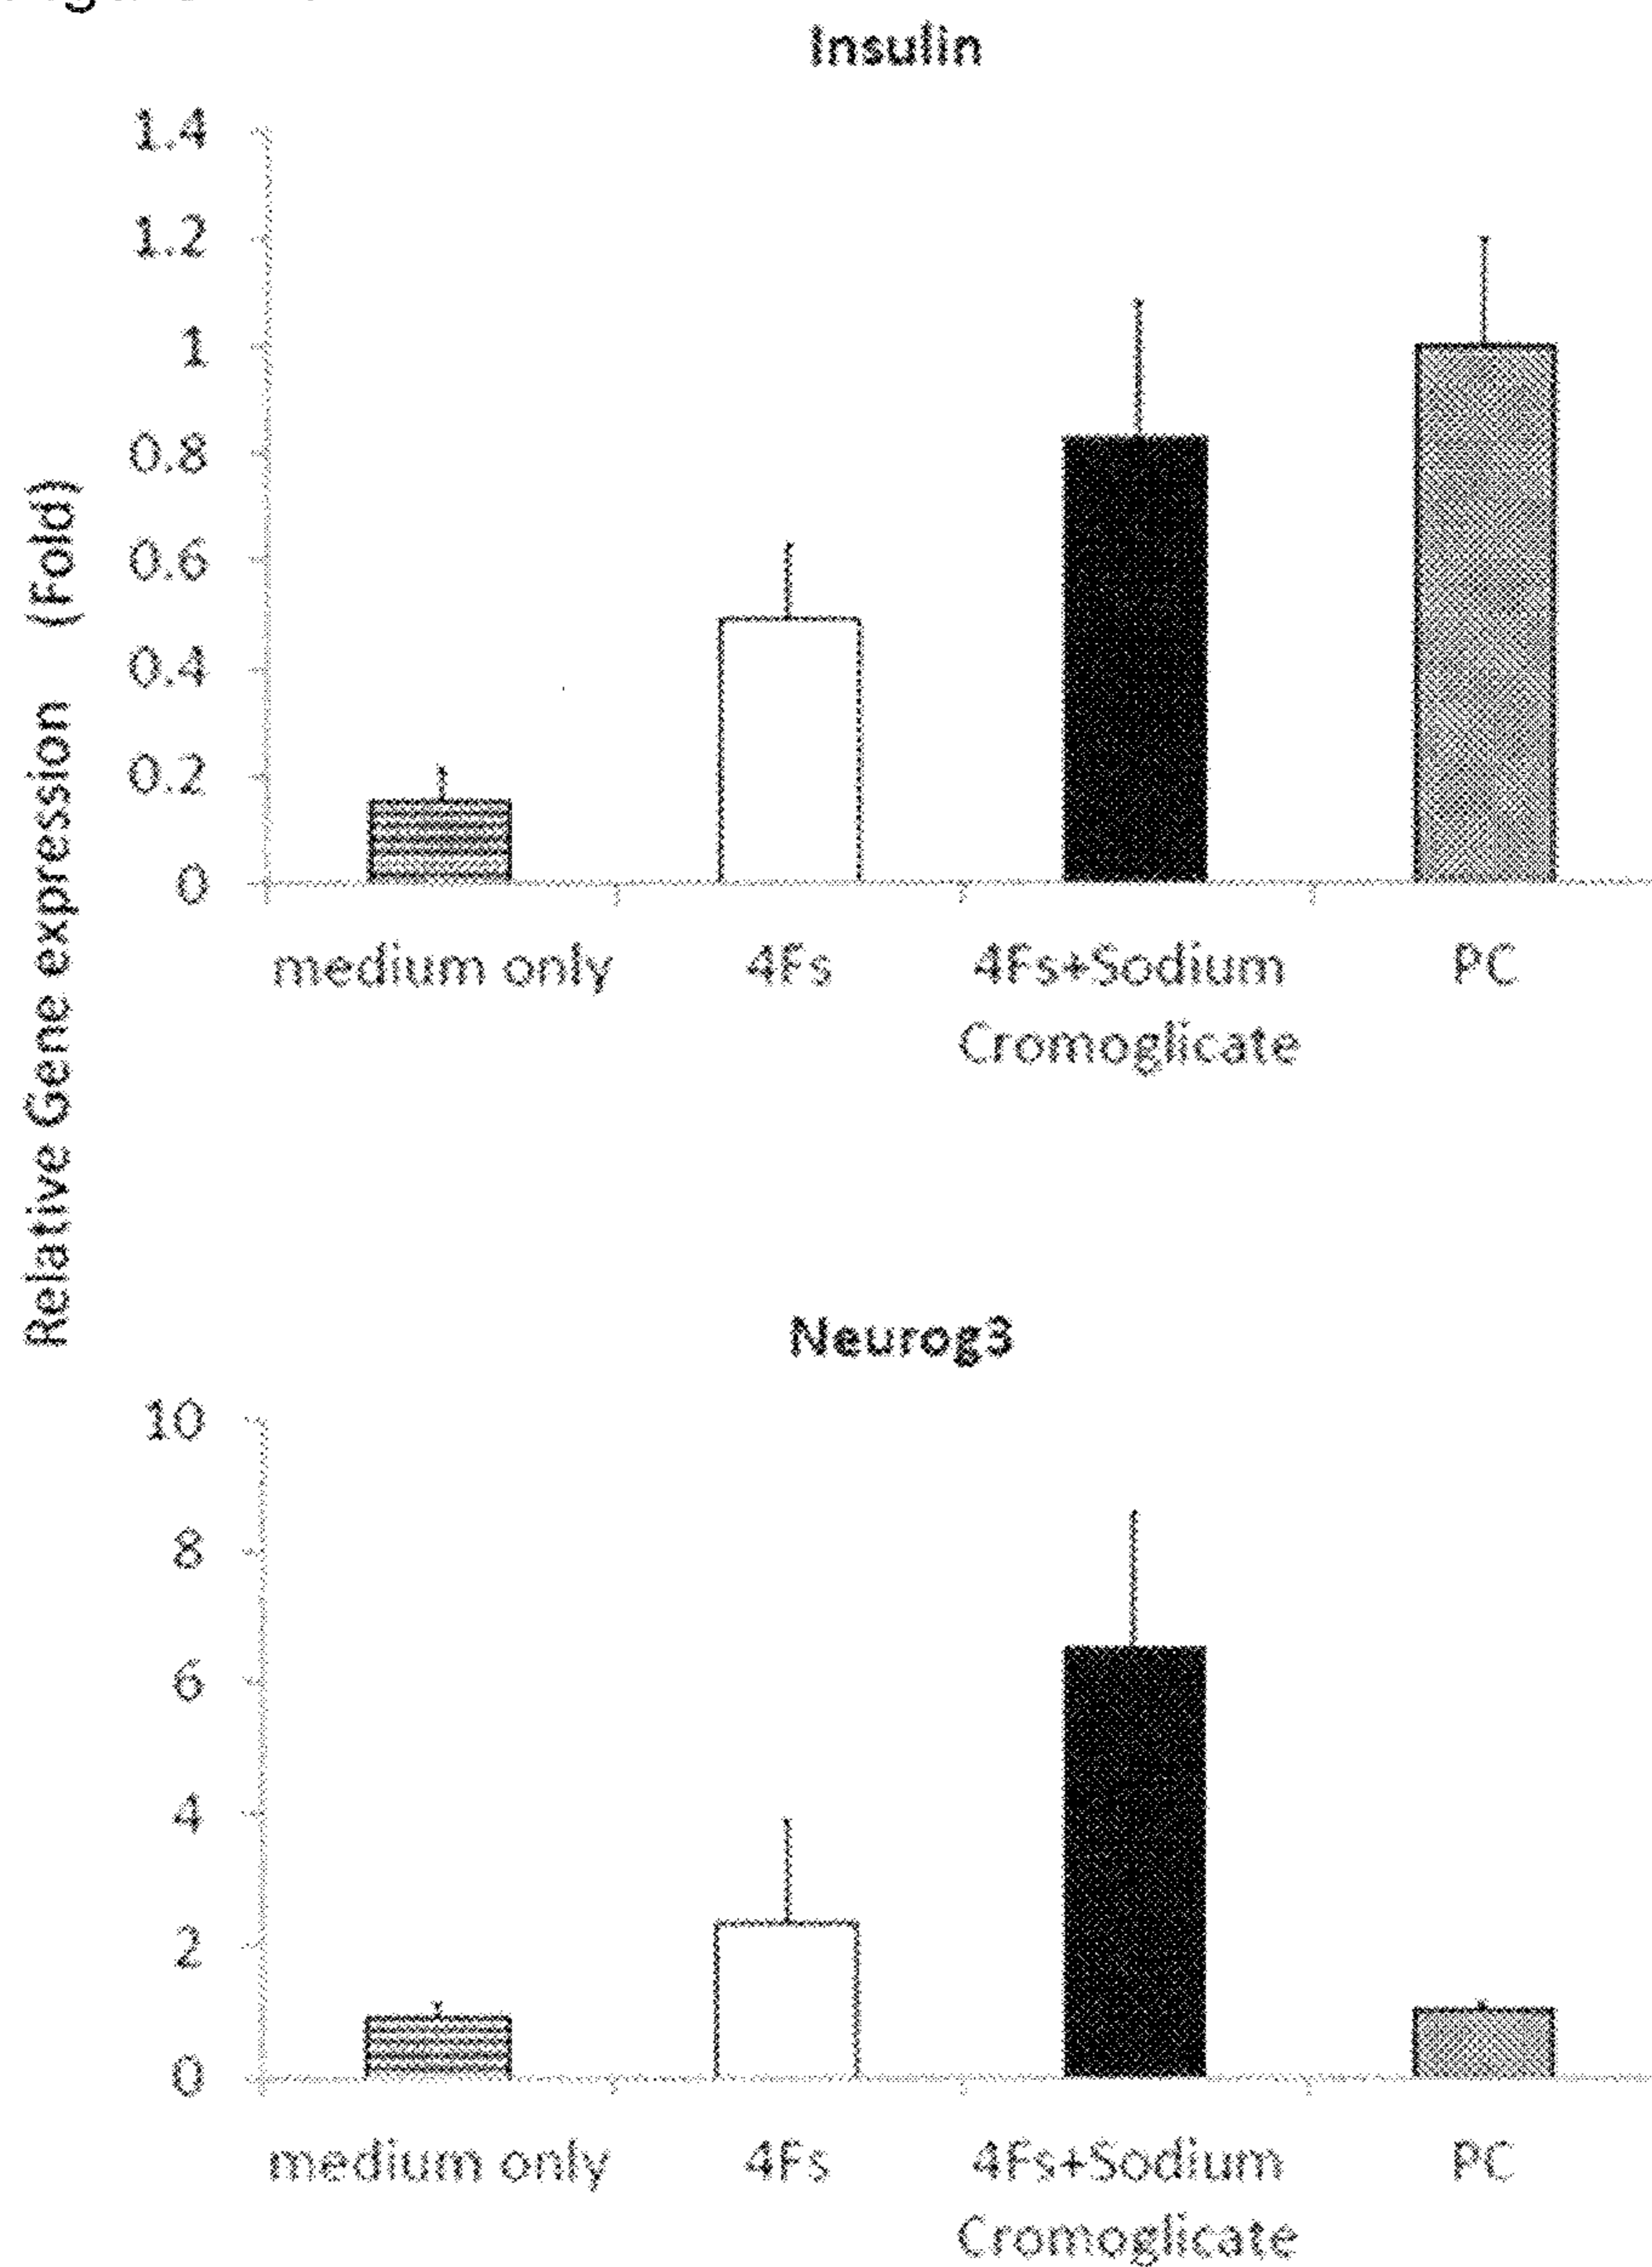 Insulin
1.4
1.2
1
0.8
0.6
0.4
0.2
0
medium only 4Fs 4Fs+Sodium PC
Cromoglicate
Relative Gene expression (Fold)
Neurog3
10
8
6
4
2
0
medium only 4Fs 4Fs+Sodium PC
Cromoglicate